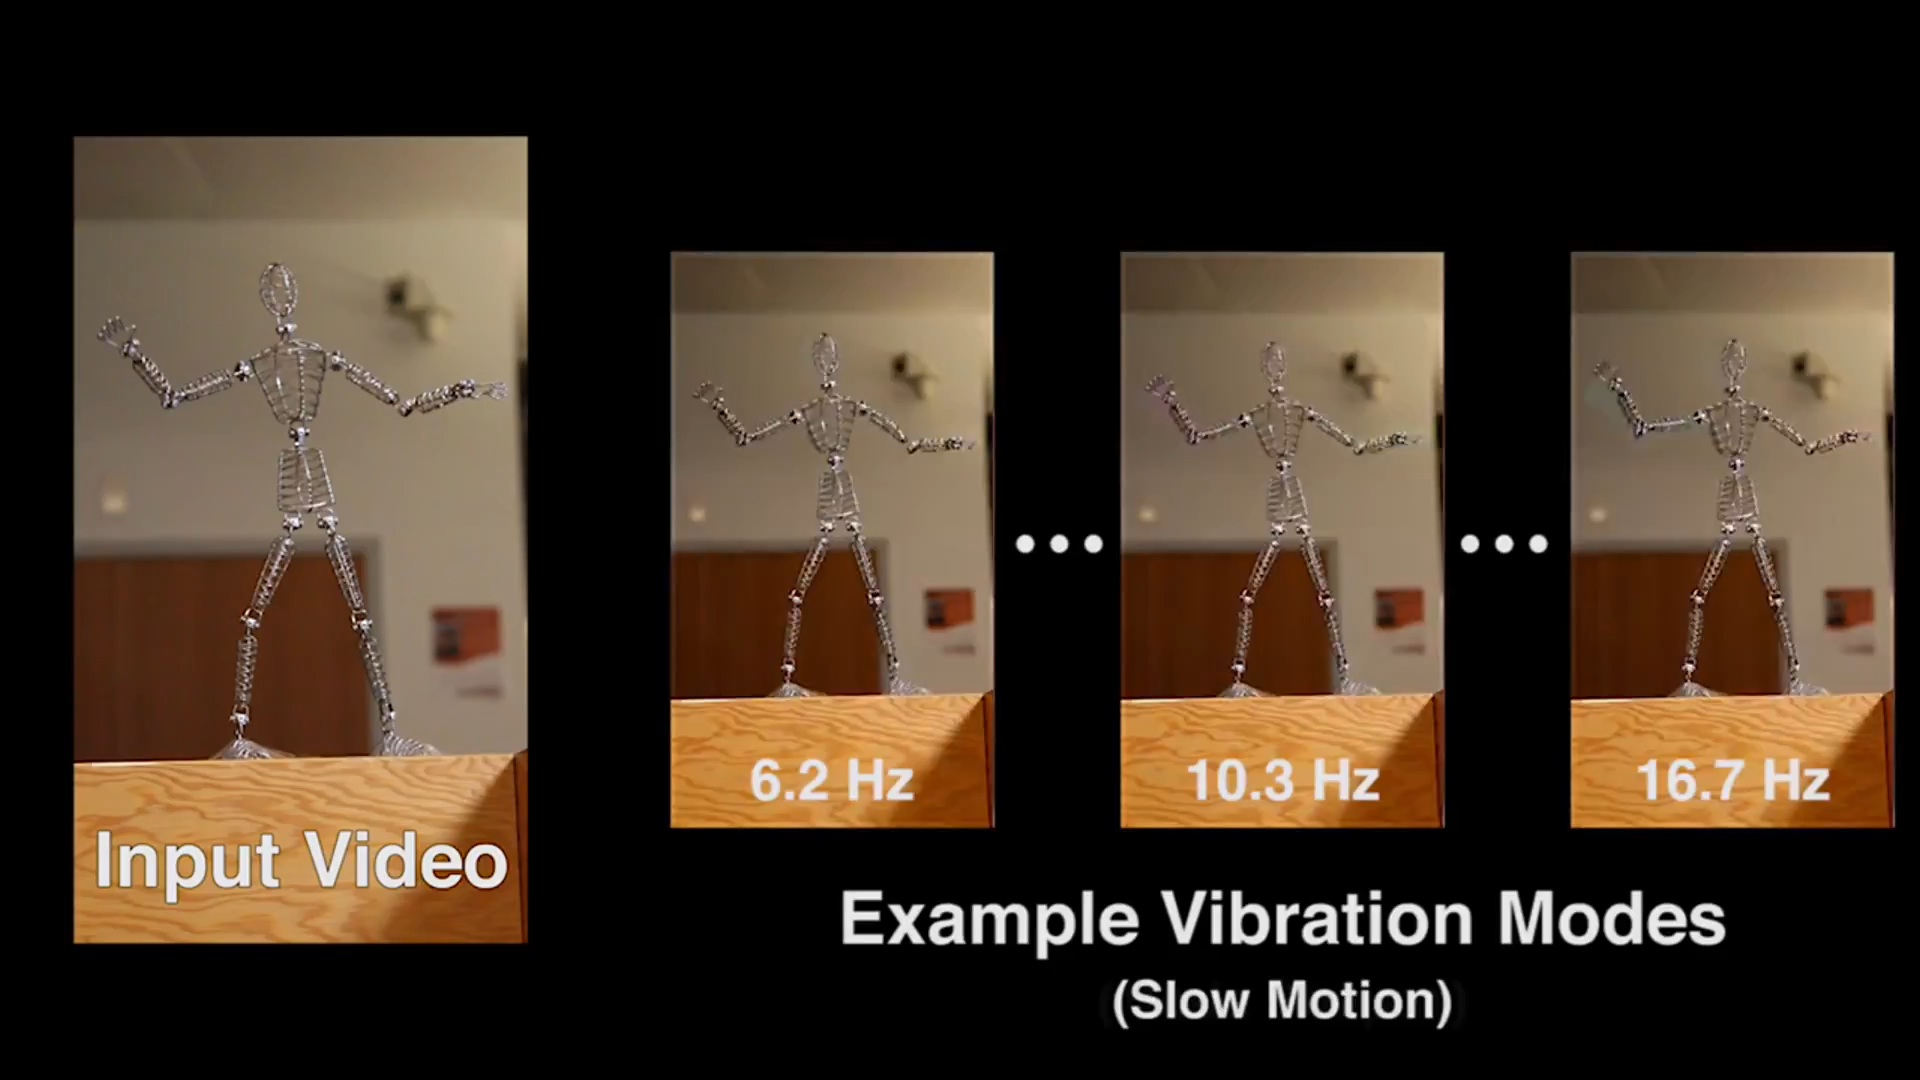 Input Video
6.2 Hz
10.3 Hz
16.7 Hz
Example Vibration Modes
(Slow Motion)